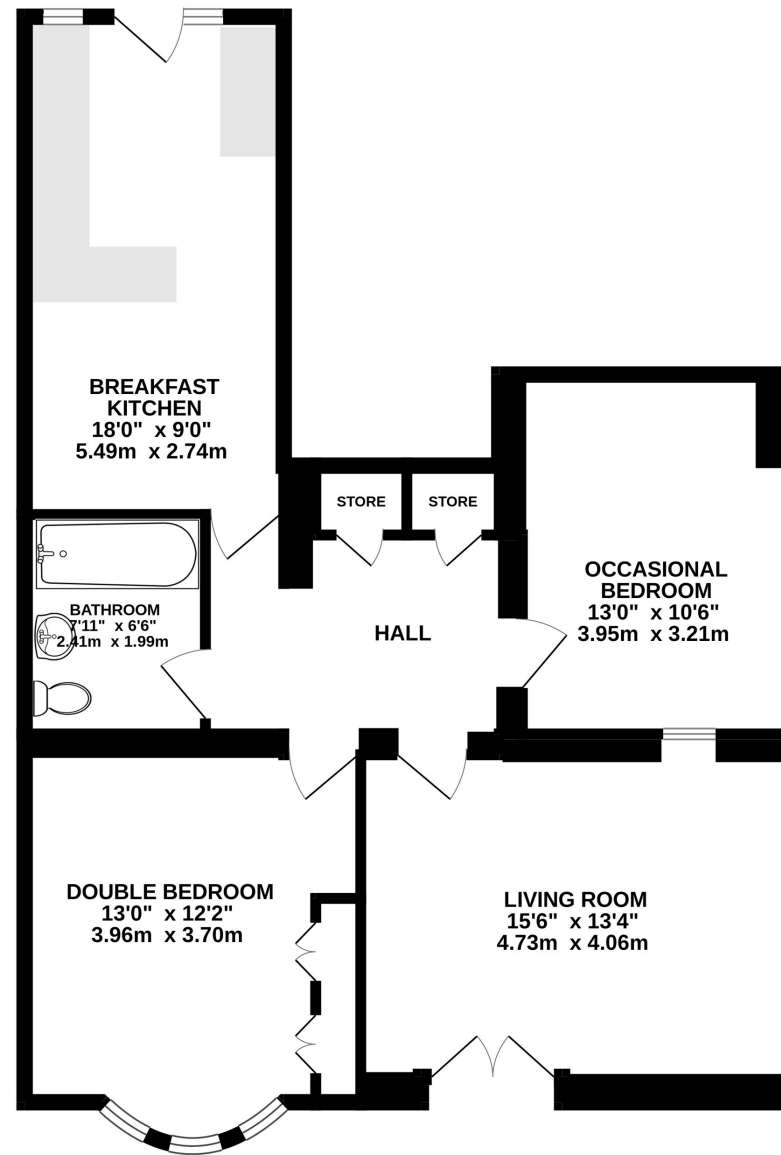 BREAKFAST
KITCHEN
18'0" x 9'0"
5.49m x 2.74m
STORE
STORE
BATHROOM
7'11" x 6'6"
2.41m x 1.99m
HALL
OCCASIONAL
BEDROOM
13'0" x 10'6"
3.95m x 3.21m
DOUBLE BEDROOM
13'0" x 12'2"
3.96m x 3.70m
LIVING ROOM
15'6" x 13'4"
4.73m x 4.06m